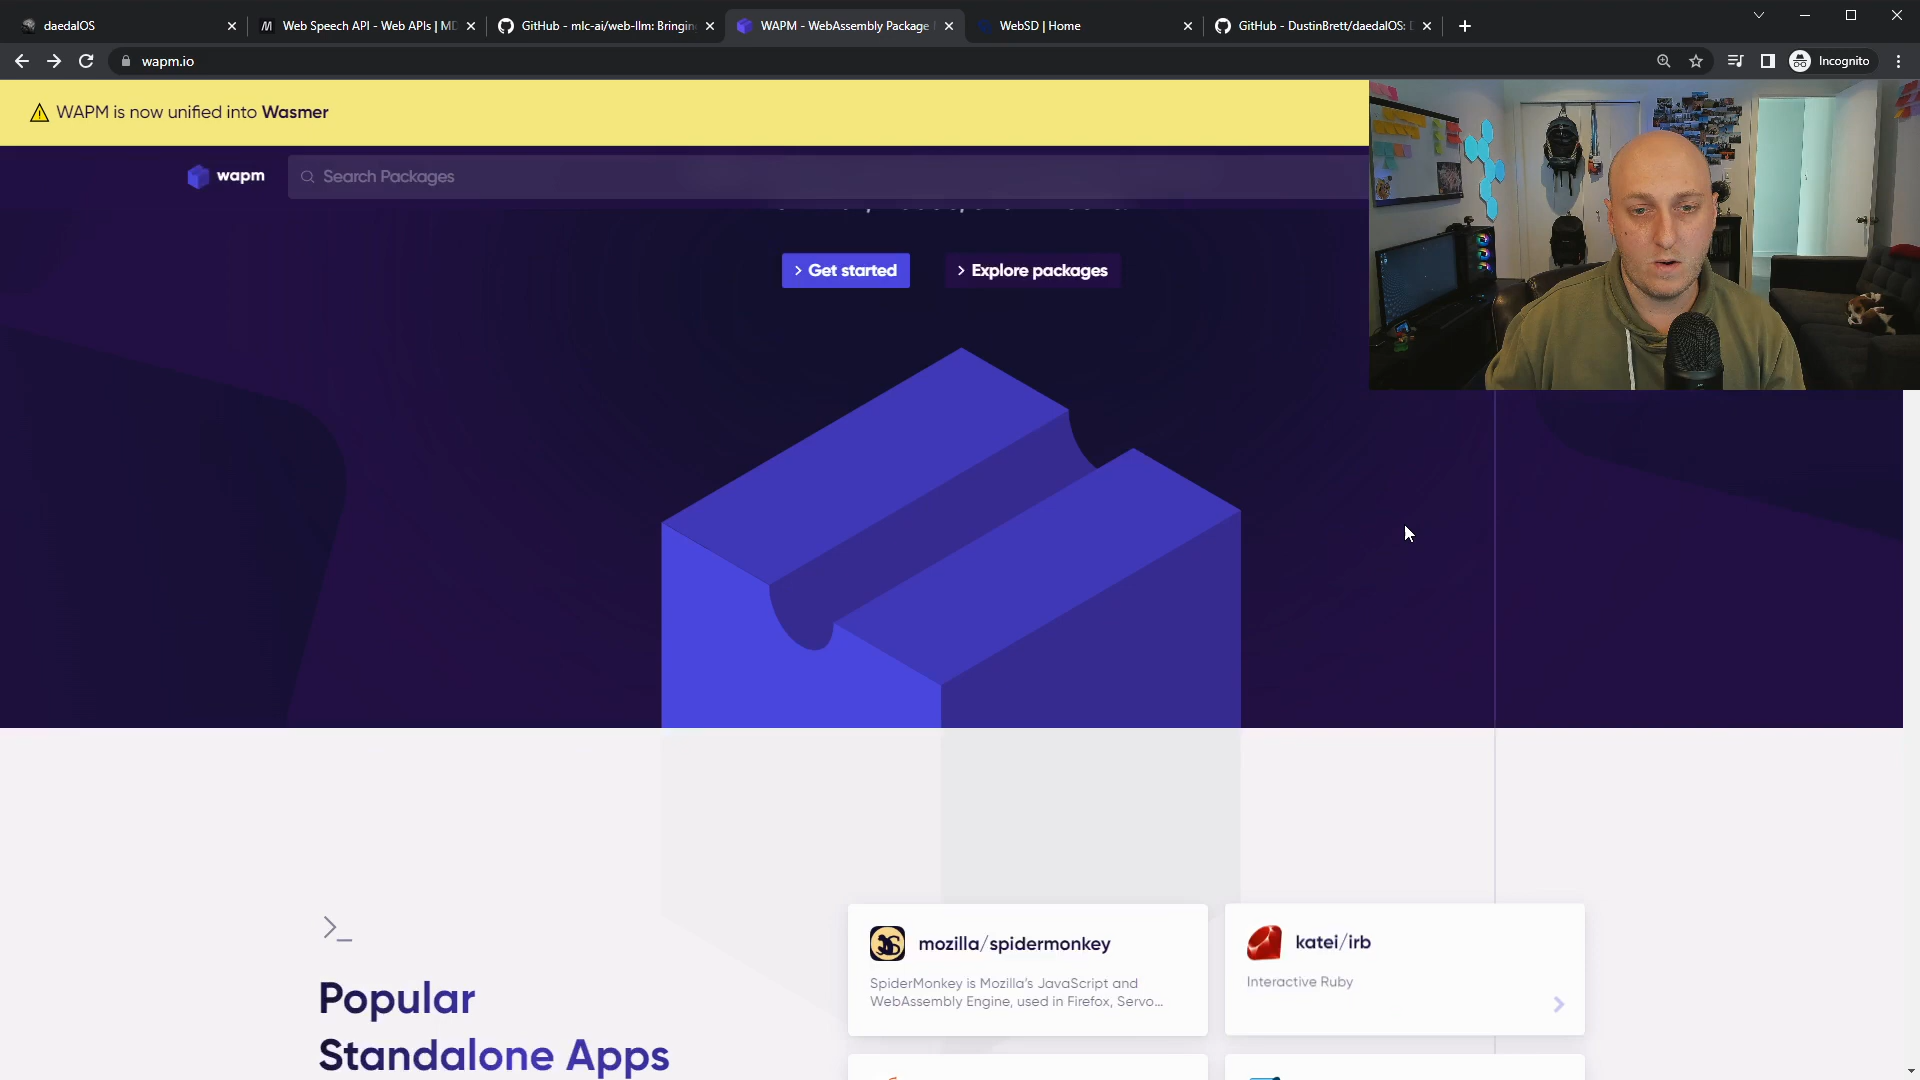 daedalOS
Web Speech API - Web APIs | MD
GitHub - mlc-ai/web-llm: Bringin
WAPM - WebAssembly Package
WebSD | Home
GitHub - DustinBrett/daedalOS: D
wapm.io
Incognito
WAPM is now unified into Wasmer
wapm
Search Packages
> Get started
> Explore packages
>_
Popular
Standalone Apps
JS
mozilla/spidermonkey
SpiderMonkey is Mozilla's JavaScript and
WebAssembly Engine, used in Firefox, Servo...
katei/irb
Interactive Ruby